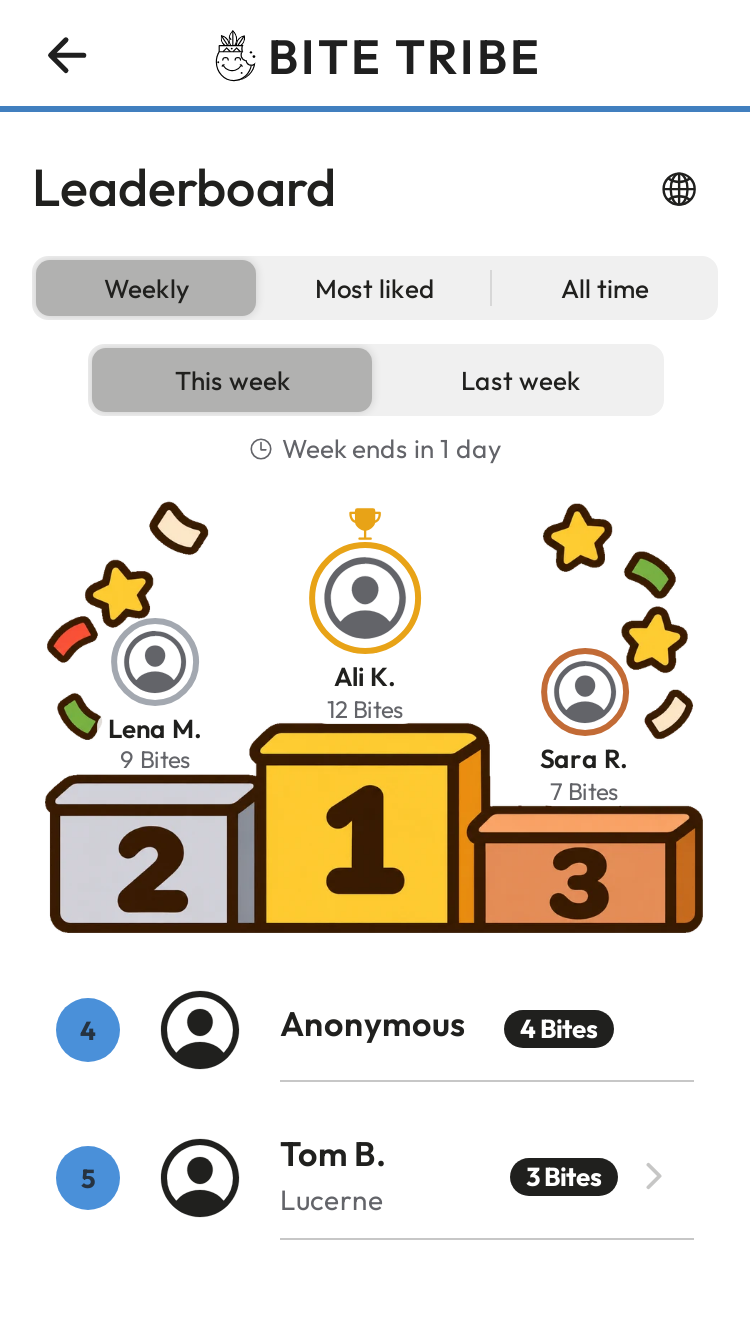 BITE TRIBE
Leaderboard
Weekly
Most liked
All time
This week
Last week
Week ends in 1 day
Ali K.
12 Bites
Lena M.
9 Bites
Sara R.
7 Bites
2
1
3
4
Anonymous
4 Bites
5
Tom B.
Lucerne
3 Bites